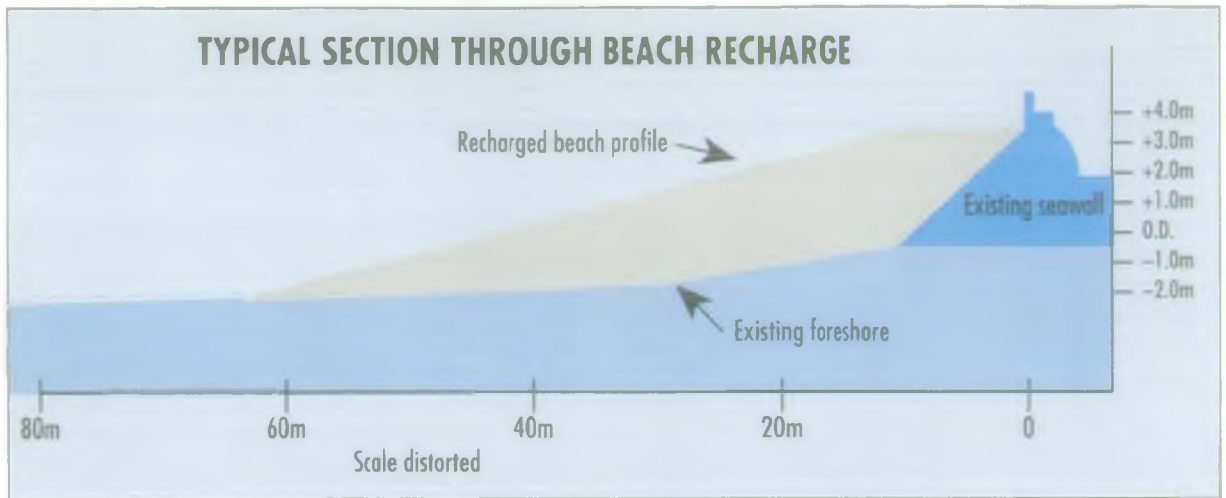 TYPICAL SECTION THROUGH BEACH RECHARGE
Recharged beach profile
+4.0m
+3.0m
+2.0m
Existing seawall
+1.0m
O.D.
-1.0m
-2.0m
Existing foreshore
80m
60m
40m
20m
0
Scale distorted